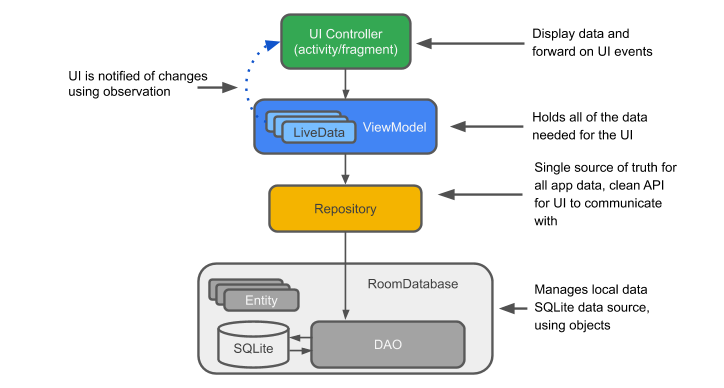 UI Controller
(activity/fragment)
Display data and
forward on UI events
UI is notified of changes
using observation
LiveData
ViewModel
Holds all of the data
needed for the UI
Single source of truth for
all app data, clean API
for UI to communicate
with
Repository
RoomDatabase
Entity
SQLite
DAO
Manages local data
SQLite data source,
using objects